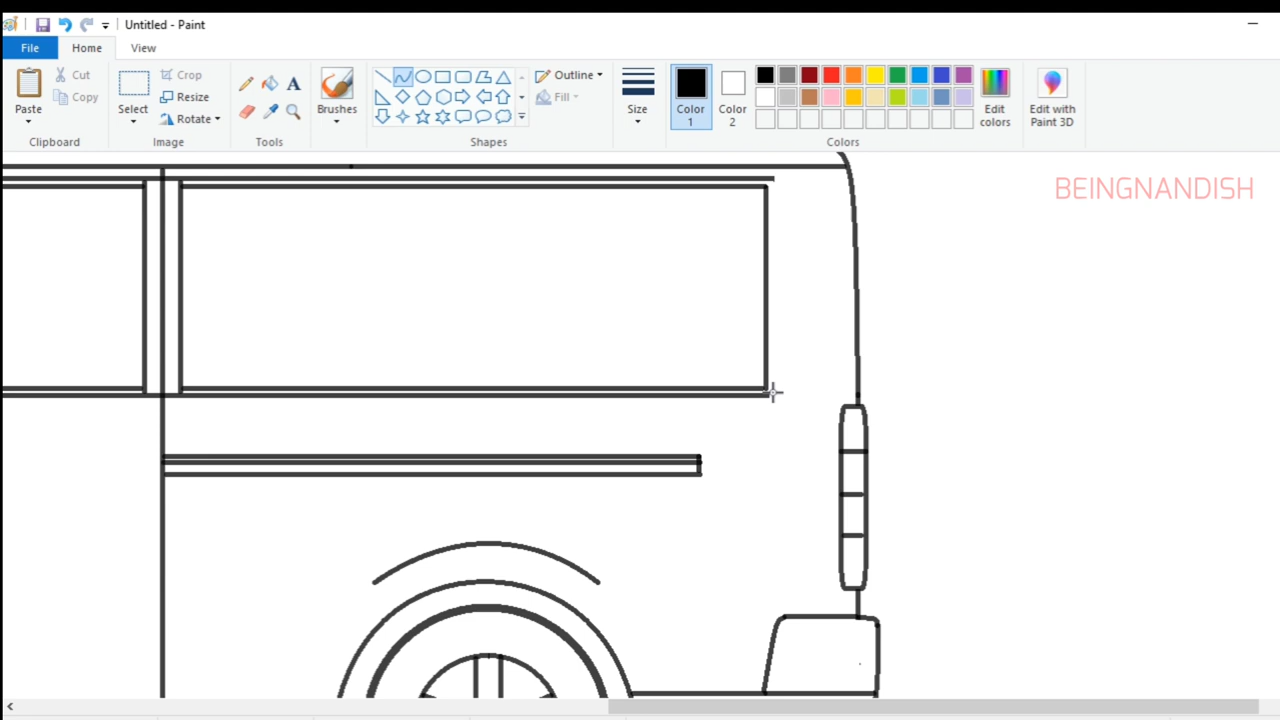 Untitled - Paint
File Home View
Paste Cut Copy
Clipboard
Select Crop Resize Rotate
Image
A
Tools
Brushes
Outline Fill
Shapes
Size
Color 1
Color 2
Edit colors
Colors
Edit with Paint 3D
BEINGNANDISH